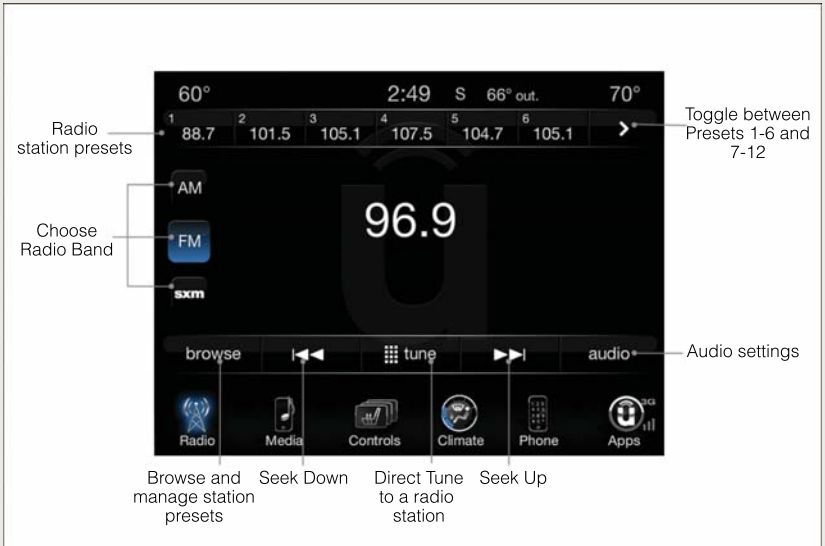 60° 2:49 S 66° out. 70°
1 2 3 4 5 6
88.7 101.5 105.1 107.5 104.7 105.1
Radio
station presets
Toggle between
Presets 1-6 and
7-12
AM
FM
sxm
Choose
Radio Band
96.9
browse tune audio
Audio settings
3G
Radio Media Controls Climate Phone Apps
Browse and
manage station
presets
Seek Down
Direct Tune
to a radio
station
Seek Up